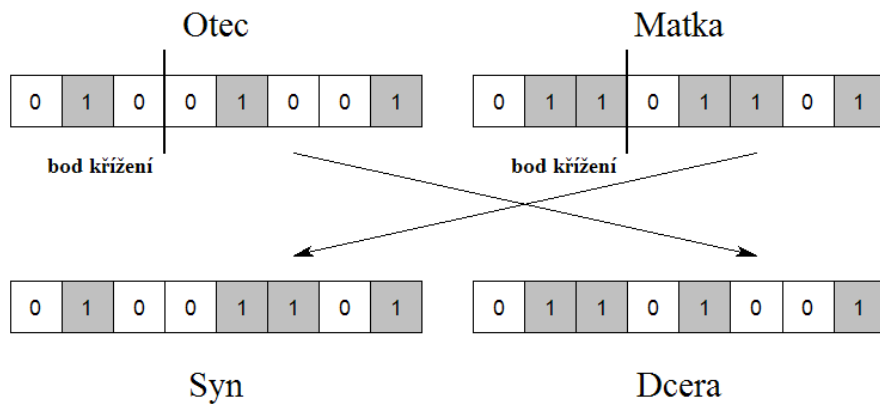 Otec Matka
0 1 0 0 1 0 0 1 0 1 1 0 1 1 0 1
bod křížení bod křížení
0 1 0 0 1 1 0 1 0 1 1 0 1 0 0 1
Syn Dcera